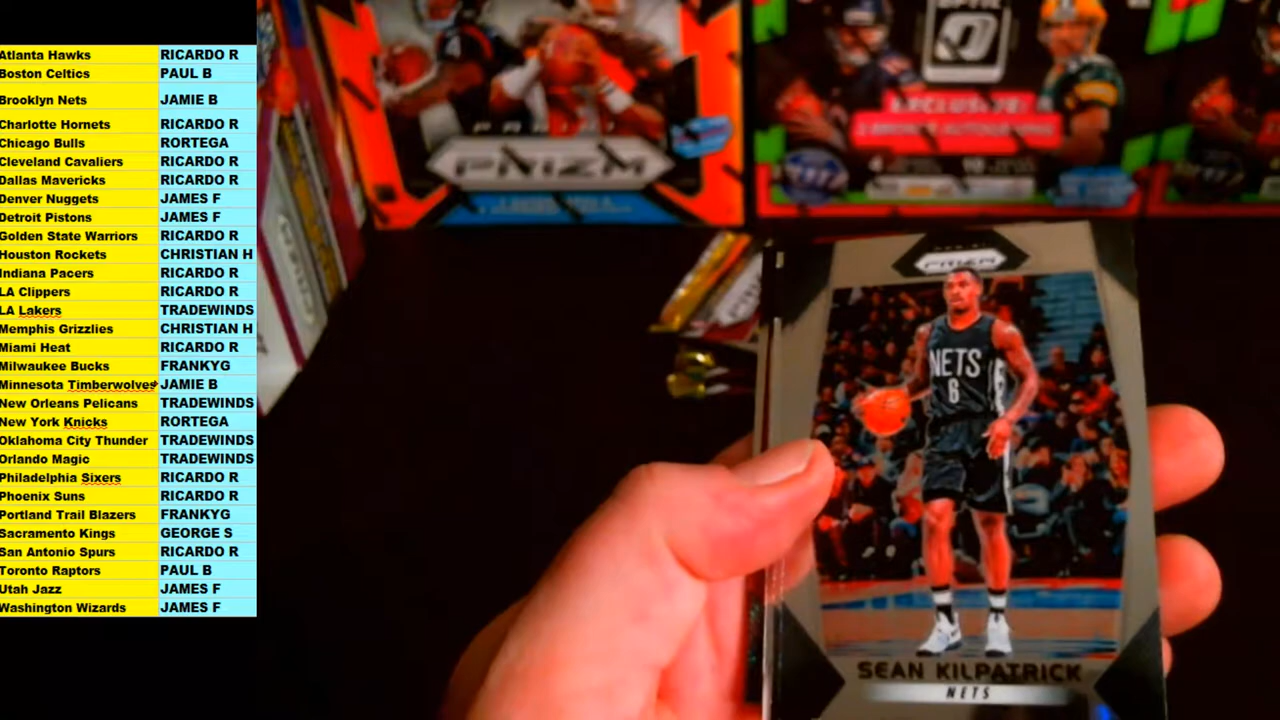 Atlanta Hawks RICARDO R
Boston Celtics PAUL B
Brooklyn Nets JAMIE B
Charlotte Hornets RICARDO R
Chicago Bulls RORTEGA
Cleveland Cavaliers RICARDO R
Dallas Mavericks RICARDO R
Denver Nuggets JAMES F
Detroit Pistons JAMES F
Golden State Warriors RICARDO R
Houston Rockets CHRISTIAN H
Indiana Pacers RICARDO R
LA Clippers RICARDO R
LA Lakers TRADEWINDS
Memphis Grizzlies CHRISTIAN H
Miami Heat RICARDO R
Milwaukee Bucks FRANKYG
Minnesota Timberwolves JAMIE B
New Orleans Pelicans TRADEWINDS
New York Knicks RORTEGA
Oklahoma City Thunder TRADEWINDS
Orlando Magic TRADEWINDS
Philadelphia Sixers RICARDO R
Phoenix Suns RICARDO R
Portland Trail Blazers FRANKYG
Sacramento Kings GEORGE S
San Antonio Spurs RICARDO R
Toronto Raptors PAUL B
Utah Jazz JAMES F
Washington Wizards JAMES F
PRIZM
PRIZM
NETS
6
SEAN KILPATRICK
NETS